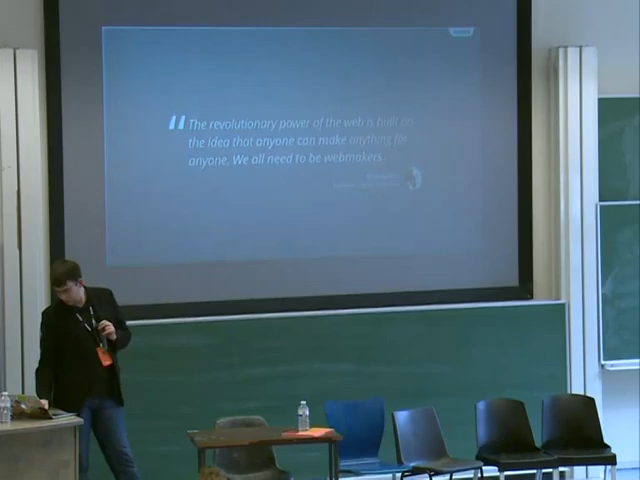 The revolutionary power of the web is built on
the idea that anyone can make anything for
anyone. We all need to be webmakers.